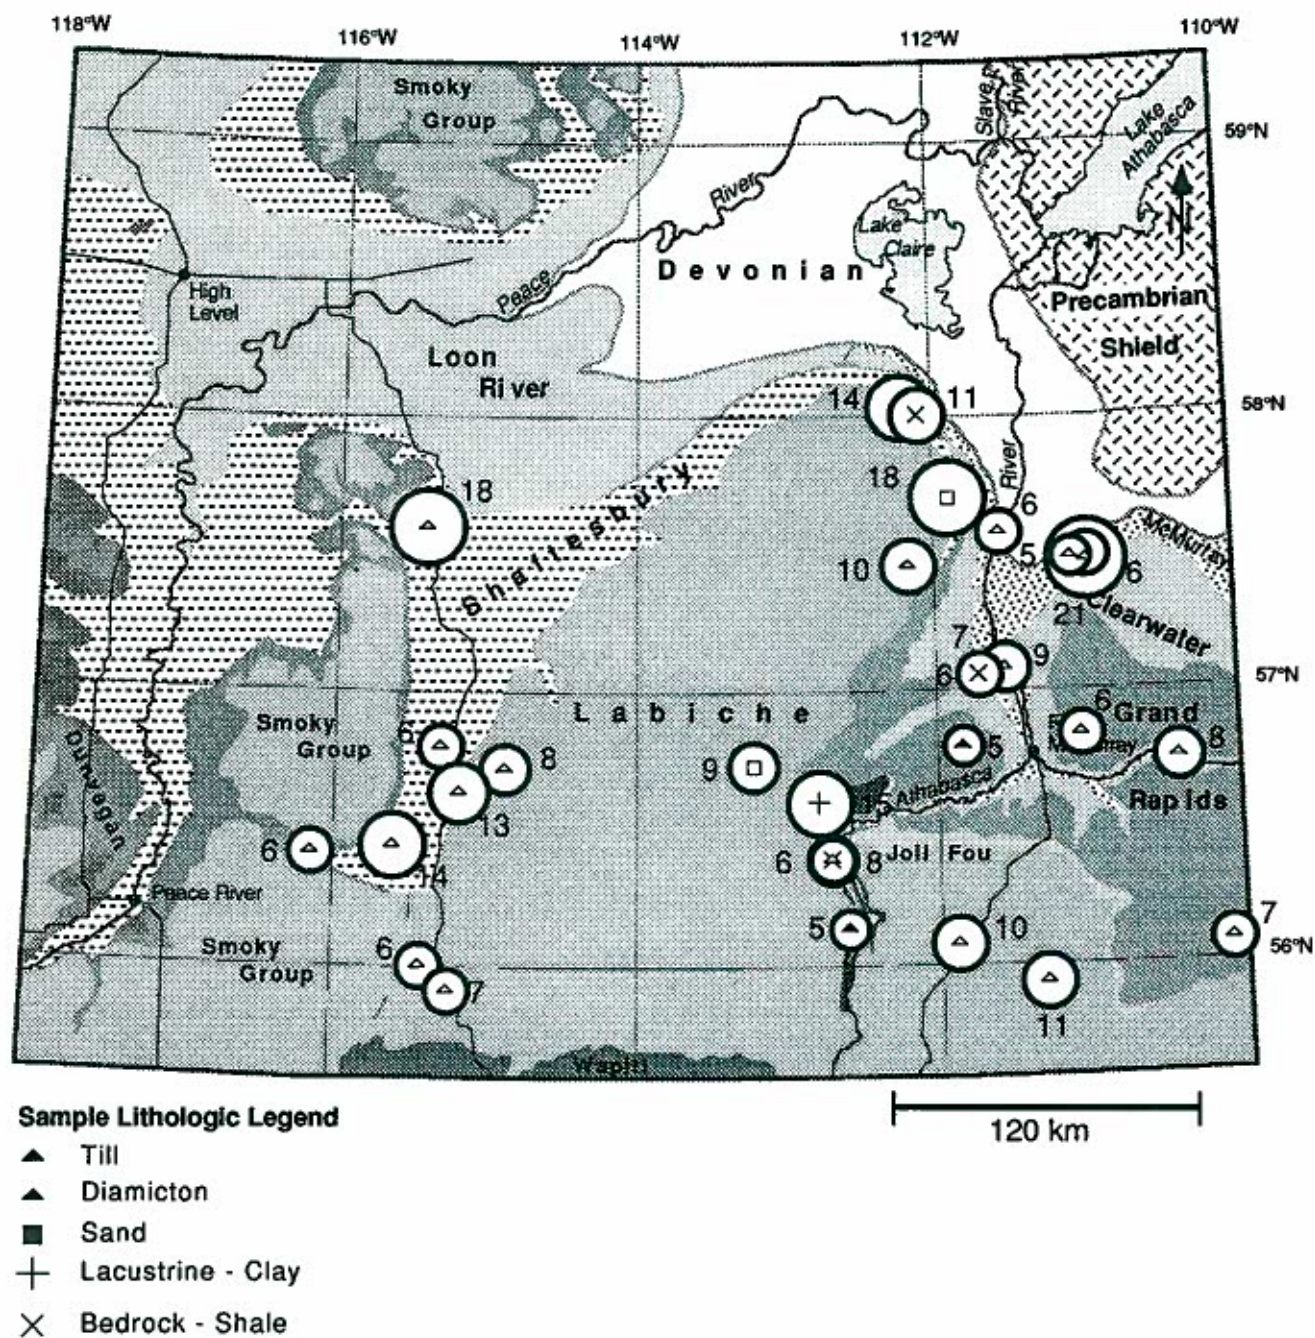 118°W
116°W
114°W
112°W
110°W
Smoky
Group
Slave
River
Lake
Athabasca
59°N
N
River
Lake
Claire
Devonian
Peace
High
Level
Precambrian
Shield
Loon
River
14
11
58°N
18
18
River
6
McMurray
Shaftesbury
10
5
6
21
Clearwater
7
9
6
57°N
Labiche
Smoky
Group
6
Grand
6
8
9
5
8
Dunvegan
13
15
Athabasca
Rapids
6
14
6
8
Joli Fou
Peace River
5
10
7
56°N
Smoky
Group
6
7
11
Wapiti
120 km
Sample Lithologic Legend
Till
Diamicton
Sand
Lacustrine - Clay
Bedrock - Shale